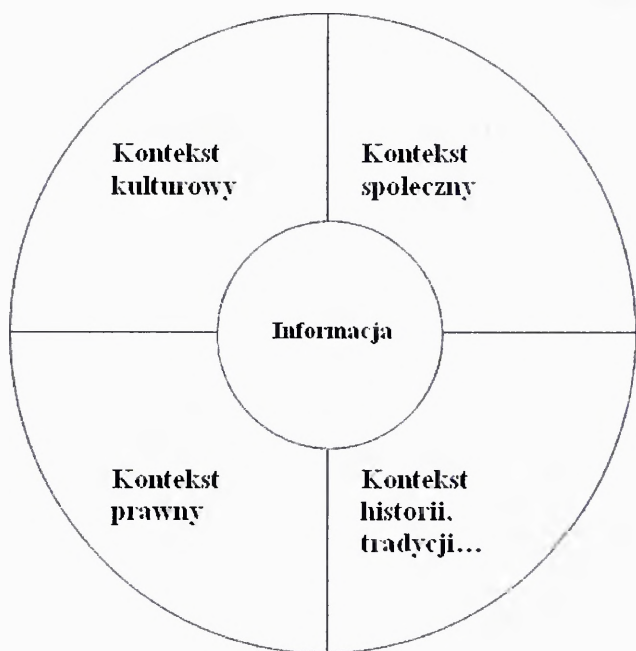 Kontekst
kulturowy
Kontekst
społeczny
Informacja
Kontekst
prawny
Kontekst
historii,
tradycji...